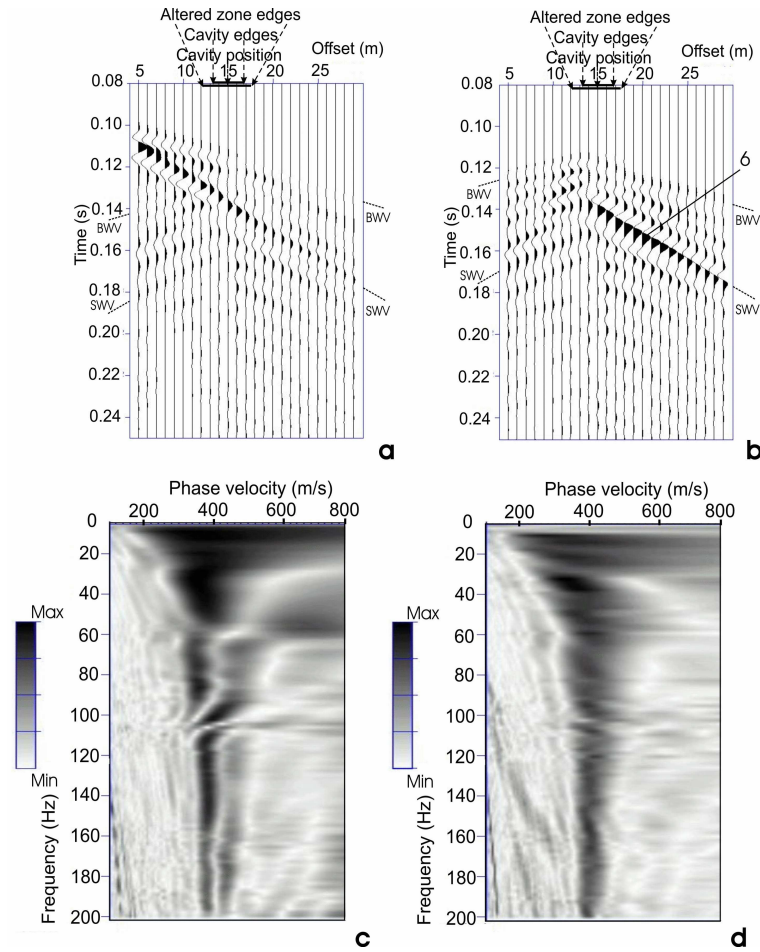 Altered zone edges
Cavity edges
Cavity position
Offset (m)
5 10 15 20 25
0.08
0.10
0.12
0.14
0.16
0.18
0.20
0.22
0.24
Time (s)
BWV
SWV
BWV
SWV
a
Altered zone edges
Cavity edges
Cavity position
Offset (m)
5 10 15 20 25
0.08
0.10
0.12
0.14
0.16
0.18
0.20
0.22
0.24
Time (s)
BWV
SWV
6
BWV
SWV
b
Phase velocity (m/s)
200 400 600 800
0
20
40
60
80
100
120
140
160
180
200
Frequency (Hz)
Max
Min
c
Phase velocity (m/s)
200 400 600 800
0
20
40
60
80
100
120
140
160
180
200
Frequency (Hz)
Max
Min
d